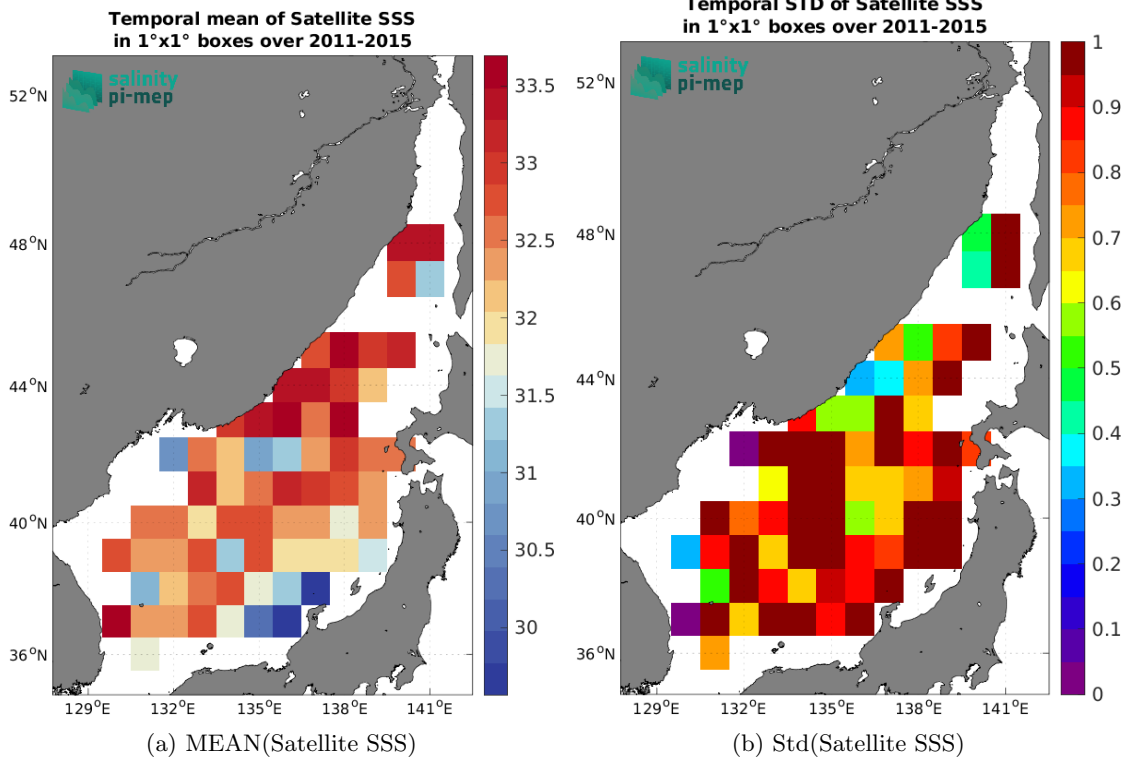 Temporal mean of Satellite SSS
in 1°x1° boxes over 2011-2015
salinity
pi-mep
52°N
48°N
44°N
40°N
36°N
129°E 132°E 135°E 138°E 141°E
33.5
33
32.5
32
31.5
31
30.5
30
(a) MEAN(Satellite SSS)
Temporal STD of Satellite SSS
in 1°x1° boxes over 2011-2015
salinity
pi-mep
52°N
48°N
44°N
40°N
36°N
129°E 132°E 135°E 138°E 141°E
1
0.9
0.8
0.7
0.6
0.5
0.4
0.3
0.2
0.1
0
(b) Std(Satellite SSS)